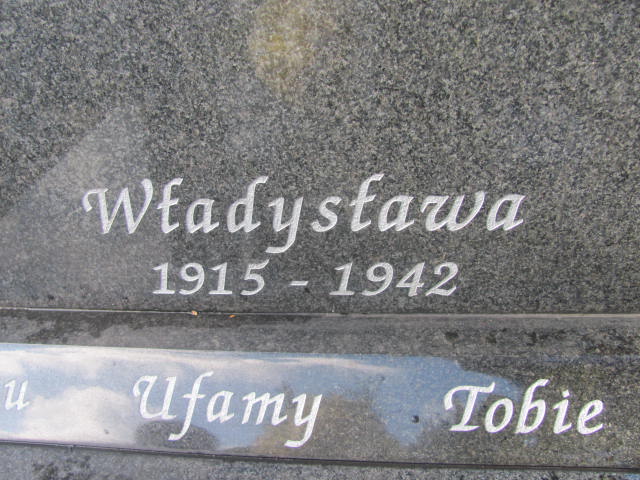 Władysława
1915 - 1942
u Ufamy Tobie